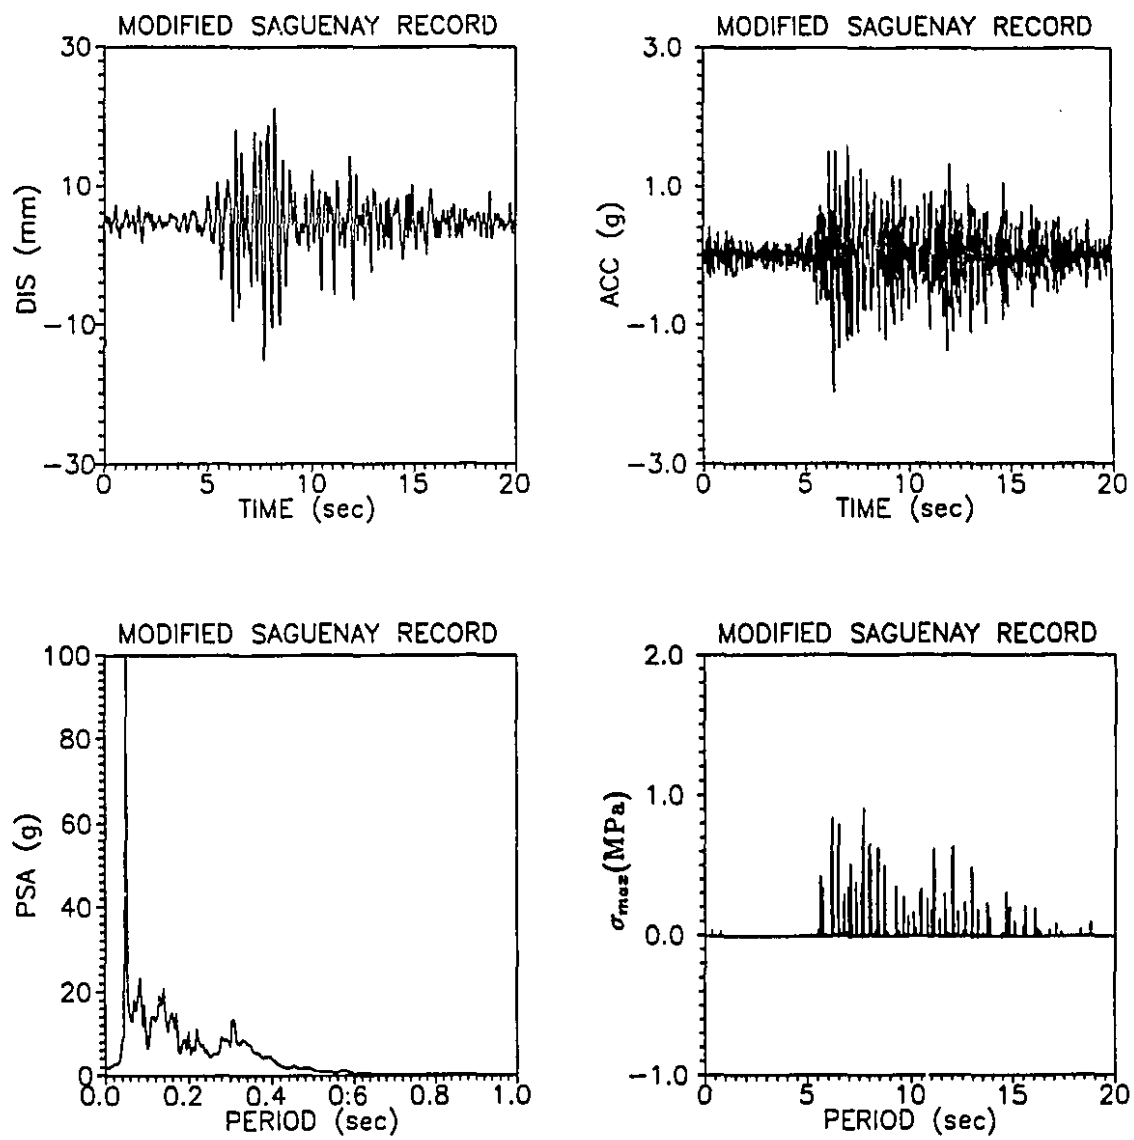 MODIFIED SAGUENAY RECORD
30
10
-10
-30
DIS (mm)
0 5 10 15 20
TIME (sec)
MODIFIED SAGUENAY RECORD
3.0
1.0
-1.0
-3.0
ACC (g)
0 5 10 15 20
TIME (sec)
MODIFIED SAGUENAY RECORD
100
80
60
40
20
0
PSA (g)
0.0 0.2 0.4 0.6 0.8 1.0
PERIOD (sec)
MODIFIED SAGUENAY RECORD
2.0
1.0
0.0
-1.0
σmax(MPa)
0 5 10 15 20
PERIOD (sec)